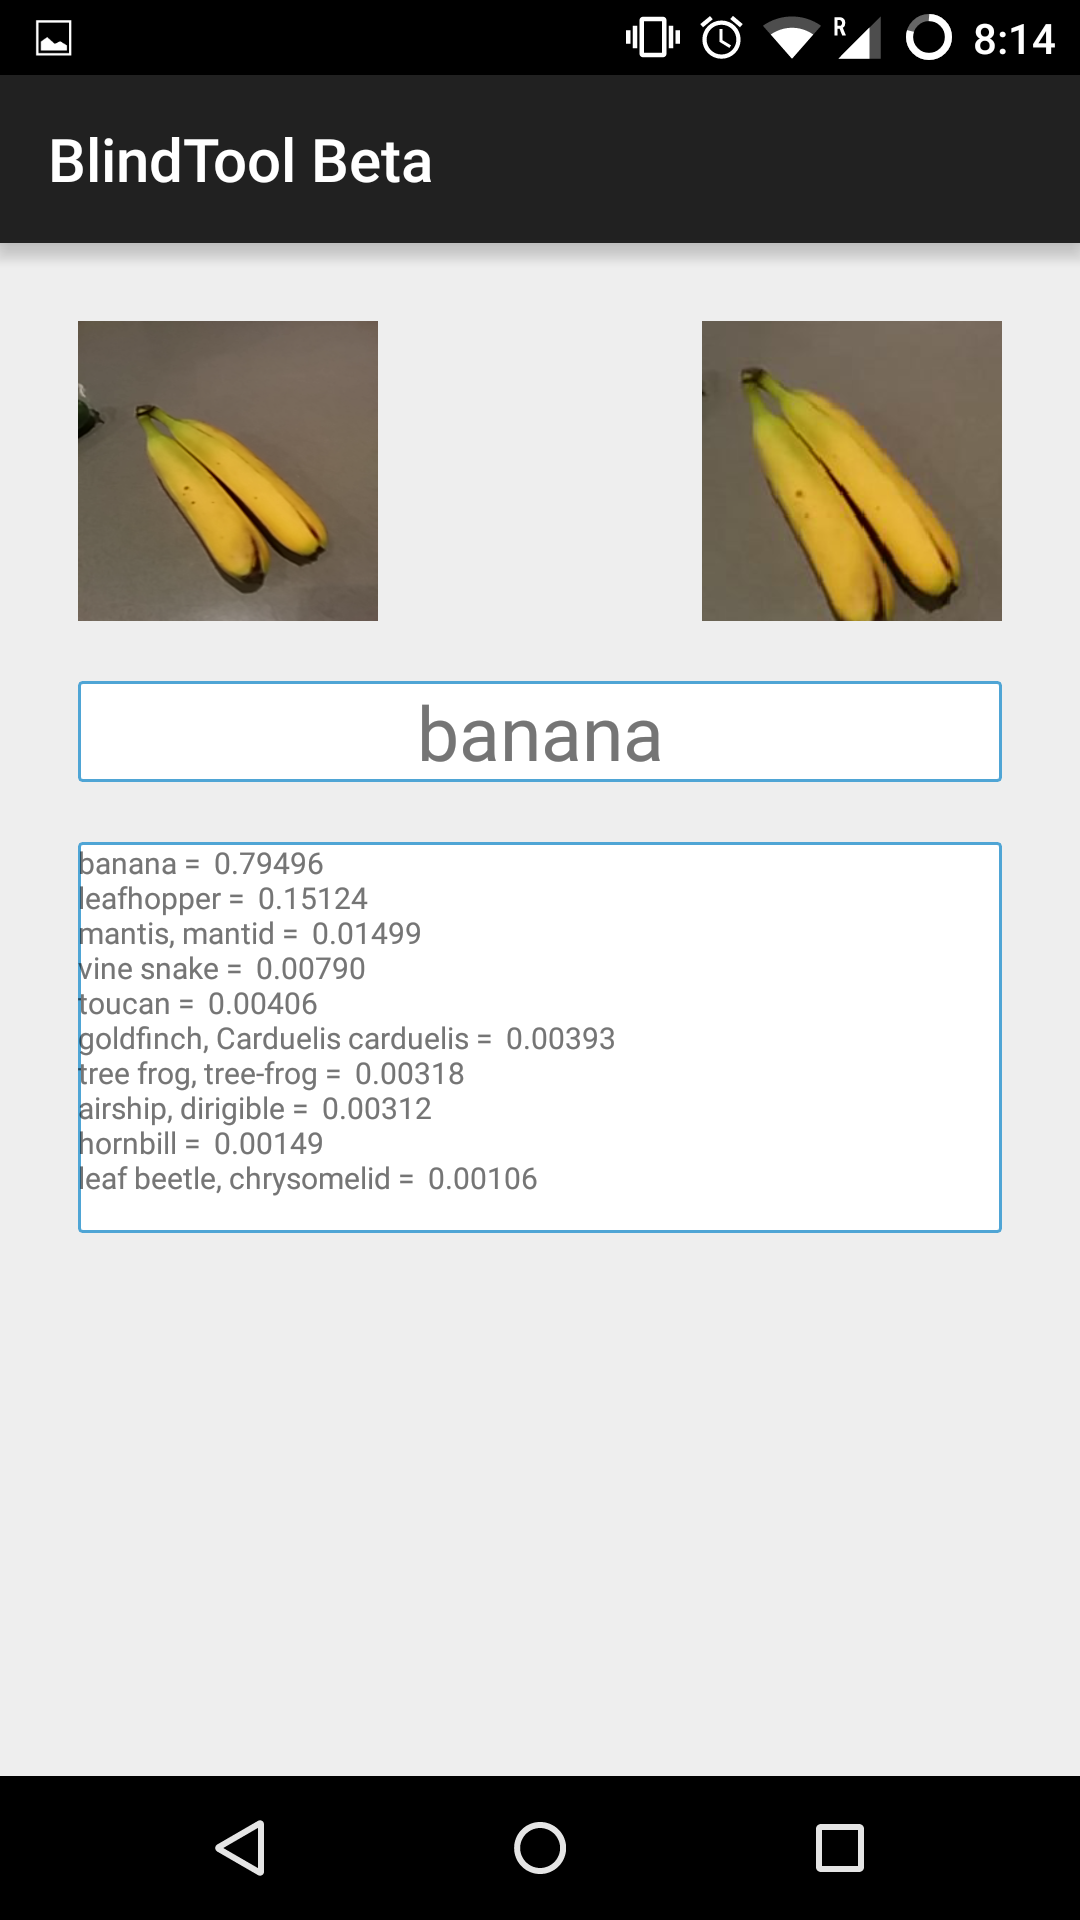 R 8:14
BlindTool Beta
banana
banana = 0.79496
leafhopper = 0.15124
mantis, mantid = 0.01499
vine snake = 0.00790
toucan = 0.00406
goldfinch, Carduelis carduelis = 0.00393
tree frog, tree-frog = 0.00318
airship, dirigible = 0.00312
hornbill = 0.00149
leaf beetle, chrysomelid = 0.00106